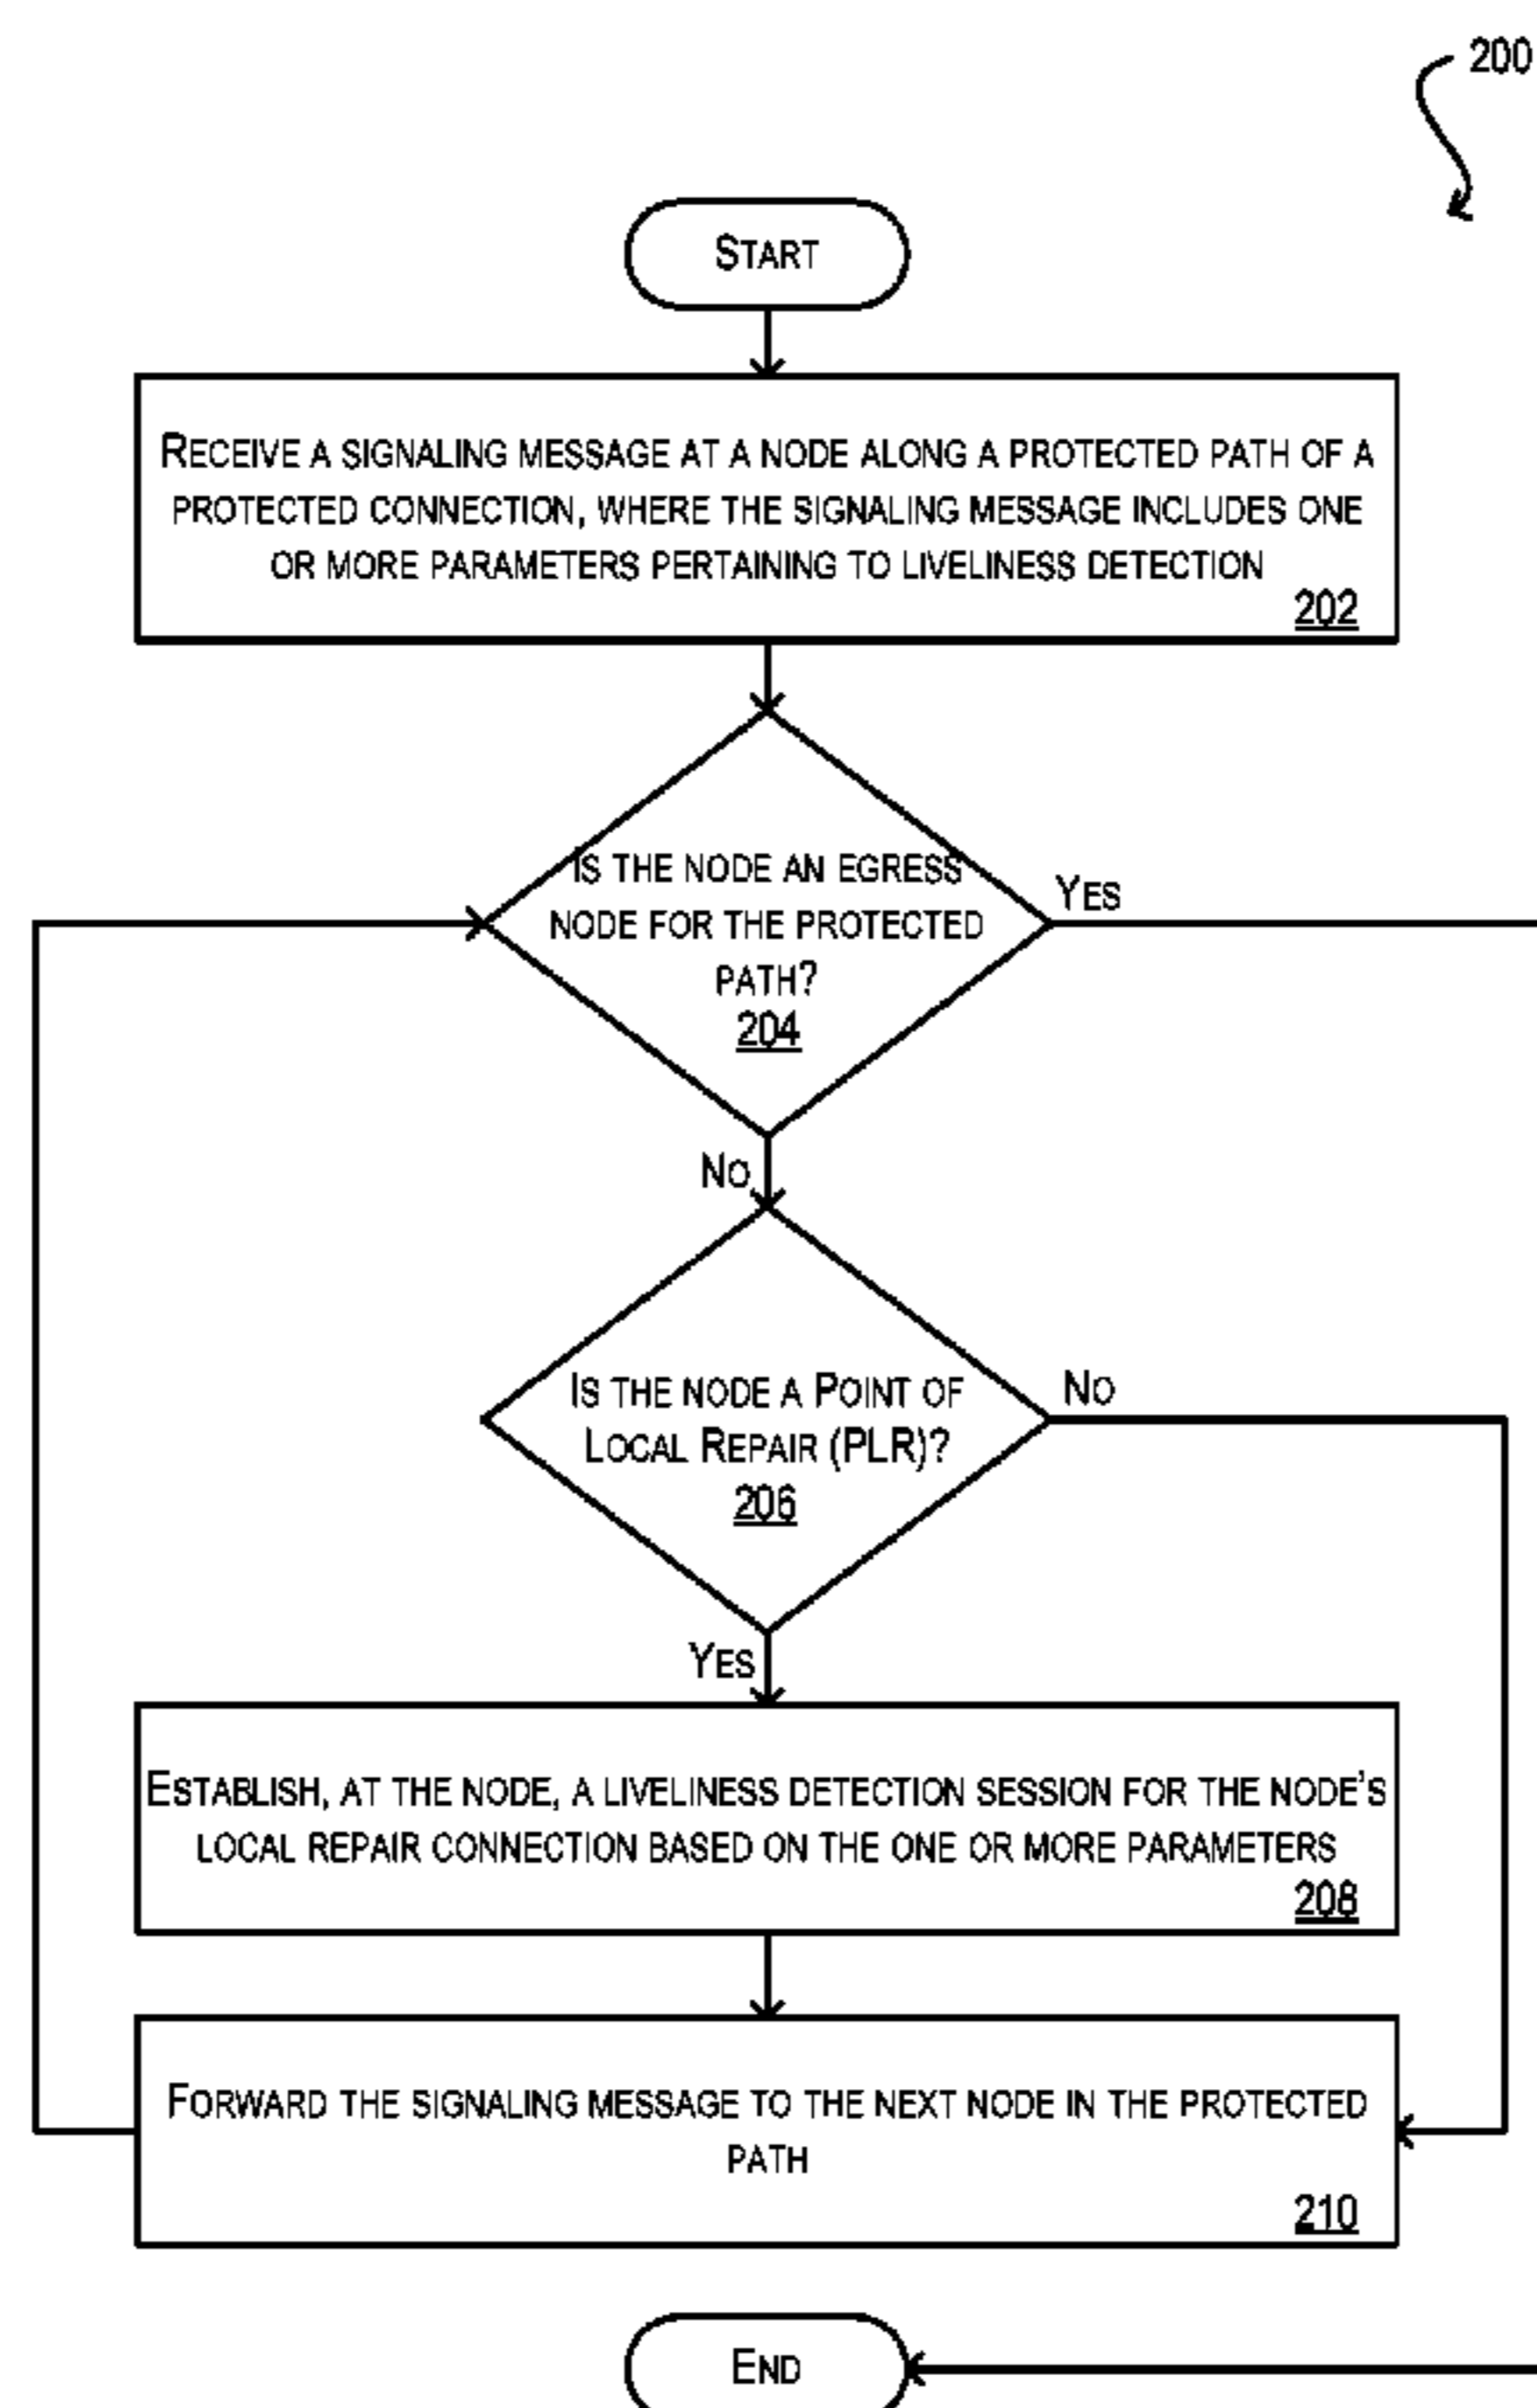 200
START
RECEIVE A SIGNALING MESSAGE AT A NODE ALONG A PROTECTED PATH OF A
PROTECTED CONNECTION, WHERE THE SIGNALING MESSAGE INCLUDES ONE
OR MORE PARAMETERS PERTAINING TO LIVELINESS DETECTION
202
IS THE NODE AN EGRESS
NODE FOR THE PROTECTED
PATH?
204
YES
NO
IS THE NODE A POINT OF
LOCAL REPAIR (PLR)?
206
NO
YES
ESTABLISH, AT THE NODE, A LIVELINESS DETECTION SESSION FOR THE NODE'S
LOCAL REPAIR CONNECTION BASED ON THE ONE OR MORE PARAMETERS
208
FORWARD THE SIGNALING MESSAGE TO THE NEXT NODE IN THE PROTECTED
PATH
210
END